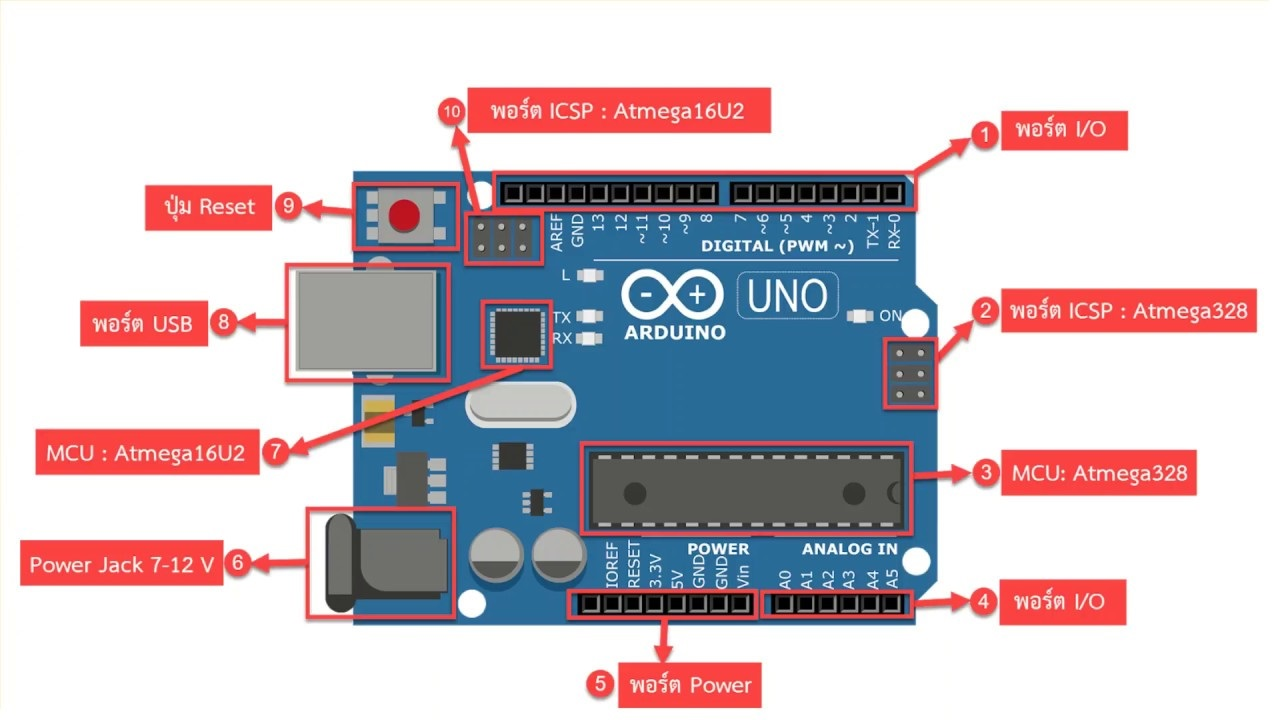 10 พอร์ต ICSP : Atmega16U2
1 พอร์ต I/O
ปุ่ม Reset 9
AREF
GND
13
12
~11
~10
~9
8
7
~6
~5
4
~3
2
TX-1
RX-0
DIGITAL (PWM ~)
L
UNO
ARDUINO
TX
RX
ON
พอร์ต USB 8
2 พอร์ต ICSP : Atmega328
MCU : Atmega16U2 7
3 MCU: Atmega328
Power Jack 7-12 V 6
POWER
ANALOG IN
IOREF
RESET
3.3V
5V
GND
GND
Vin
A0
A1
A2
A3
A4
A5
4 พอร์ต I/O
5 พอร์ต Power